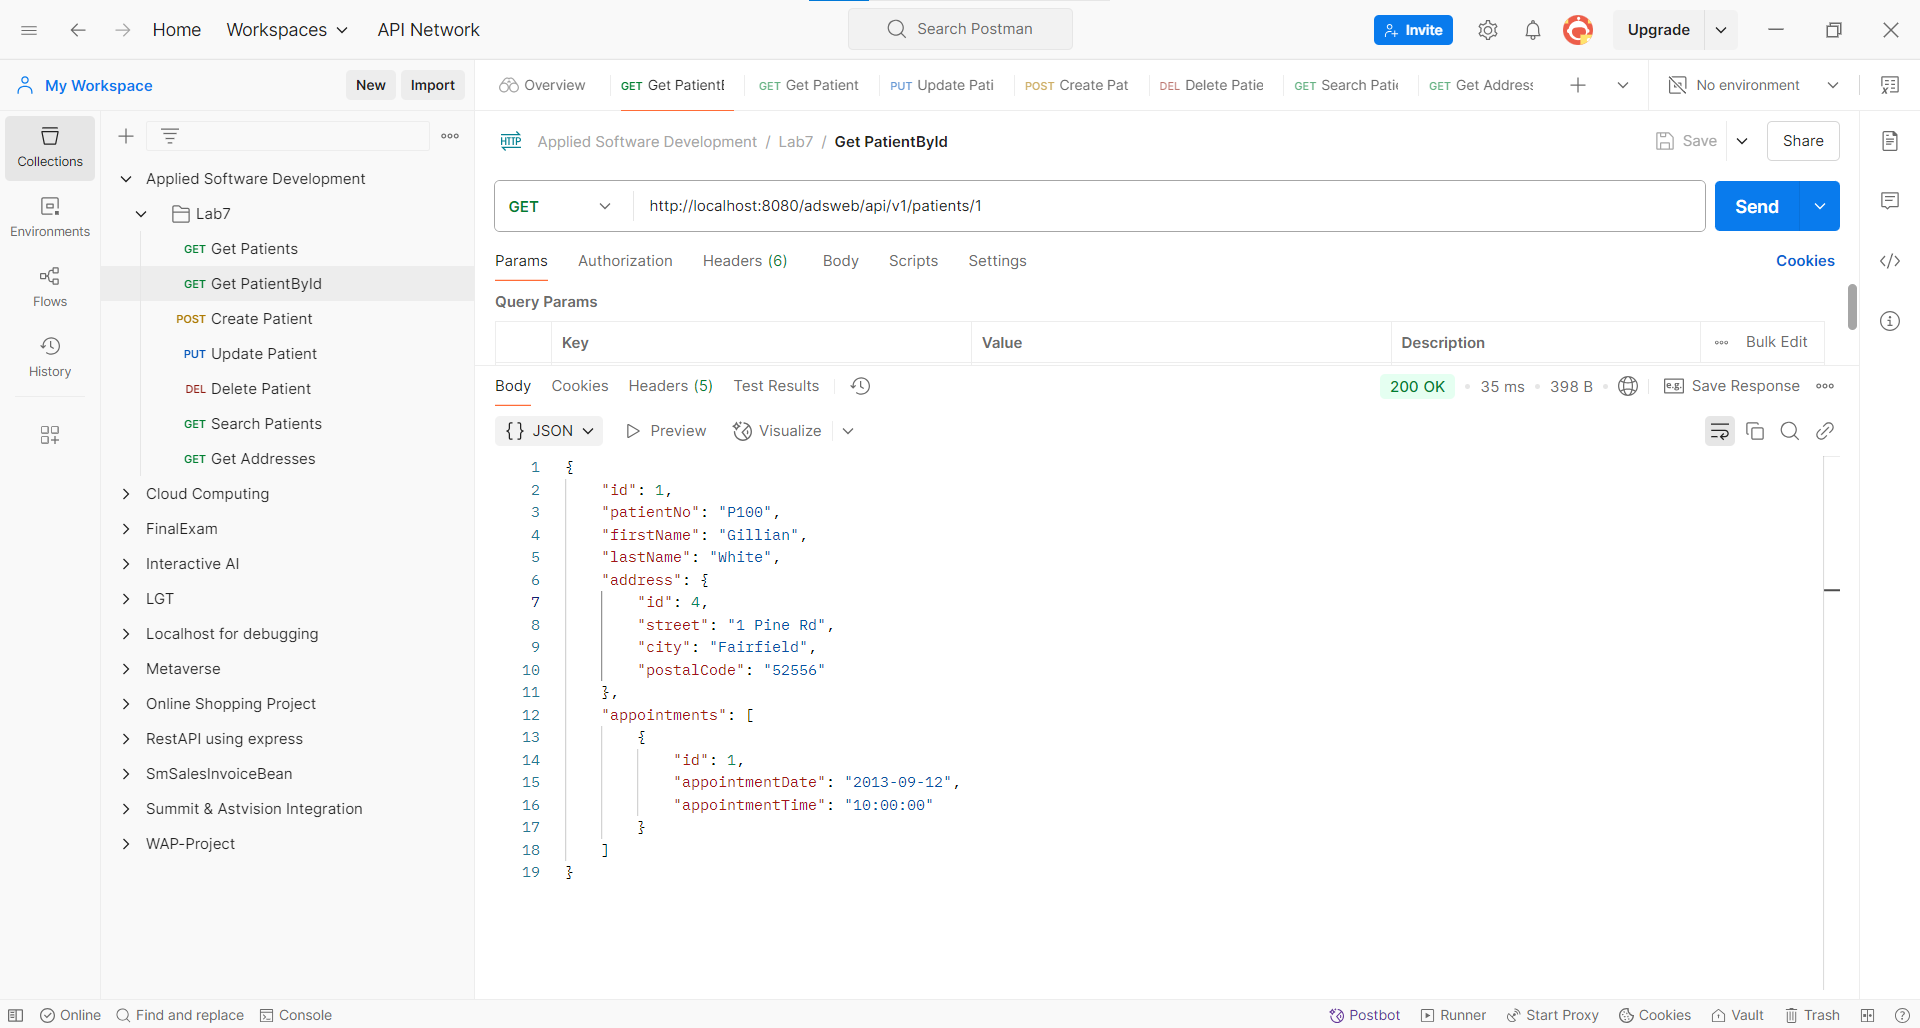 Home Workspaces API Network Search Postman Invite Upgrade
My Workspace New Import
Overview GET Get PatientB GET Get Patient PUT Update Pati POST Create Pat DEL Delete Patie GET Search Patie GET Get Address No environment
Collections
Environments
Flows
History
Applied Software Development
Lab7
GET Get Patients
GET Get PatientById
POST Create Patient
PUT Update Patient
DEL Delete Patient
GET Search Patients
GET Get Addresses
Cloud Computing
FinalExam
Interactive AI
LGT
Localhost for debugging
Metaverse
Online Shopping Project
RestAPI using express
SmSalesInvoiceBean
Summit & Astvision Integration
WAP-Project
HTTP Applied Software Development / Lab7 / Get PatientById Save Share
GET http://localhost:8080/adsweb/api/v1/patients/1 Send
Params Authorization Headers (6) Body Scripts Settings Cookies
Query Params
Key Value Description Bulk Edit
Body Cookies Headers (5) Test Results 200 OK 35 ms 398 B e.g. Save Response
{} JSON Preview Visualize
1 {
2 "id": 1,
3 "patientNo": "P100",
4 "firstName": "Gillian",
5 "lastName": "White",
6 "address": {
7 "id": 4,
8 "street": "1 Pine Rd",
9 "city": "Fairfield",
10 "postalCode": "52556"
11 },
12 "appointments": [
13 {
14 "id": 1,
15 "appointmentDate": "2013-09-12",
16 "appointmentTime": "10:00:00"
17 }
18 ]
19 }
Online Find and replace Console Postbot Runner Start Proxy Cookies Vault Trash